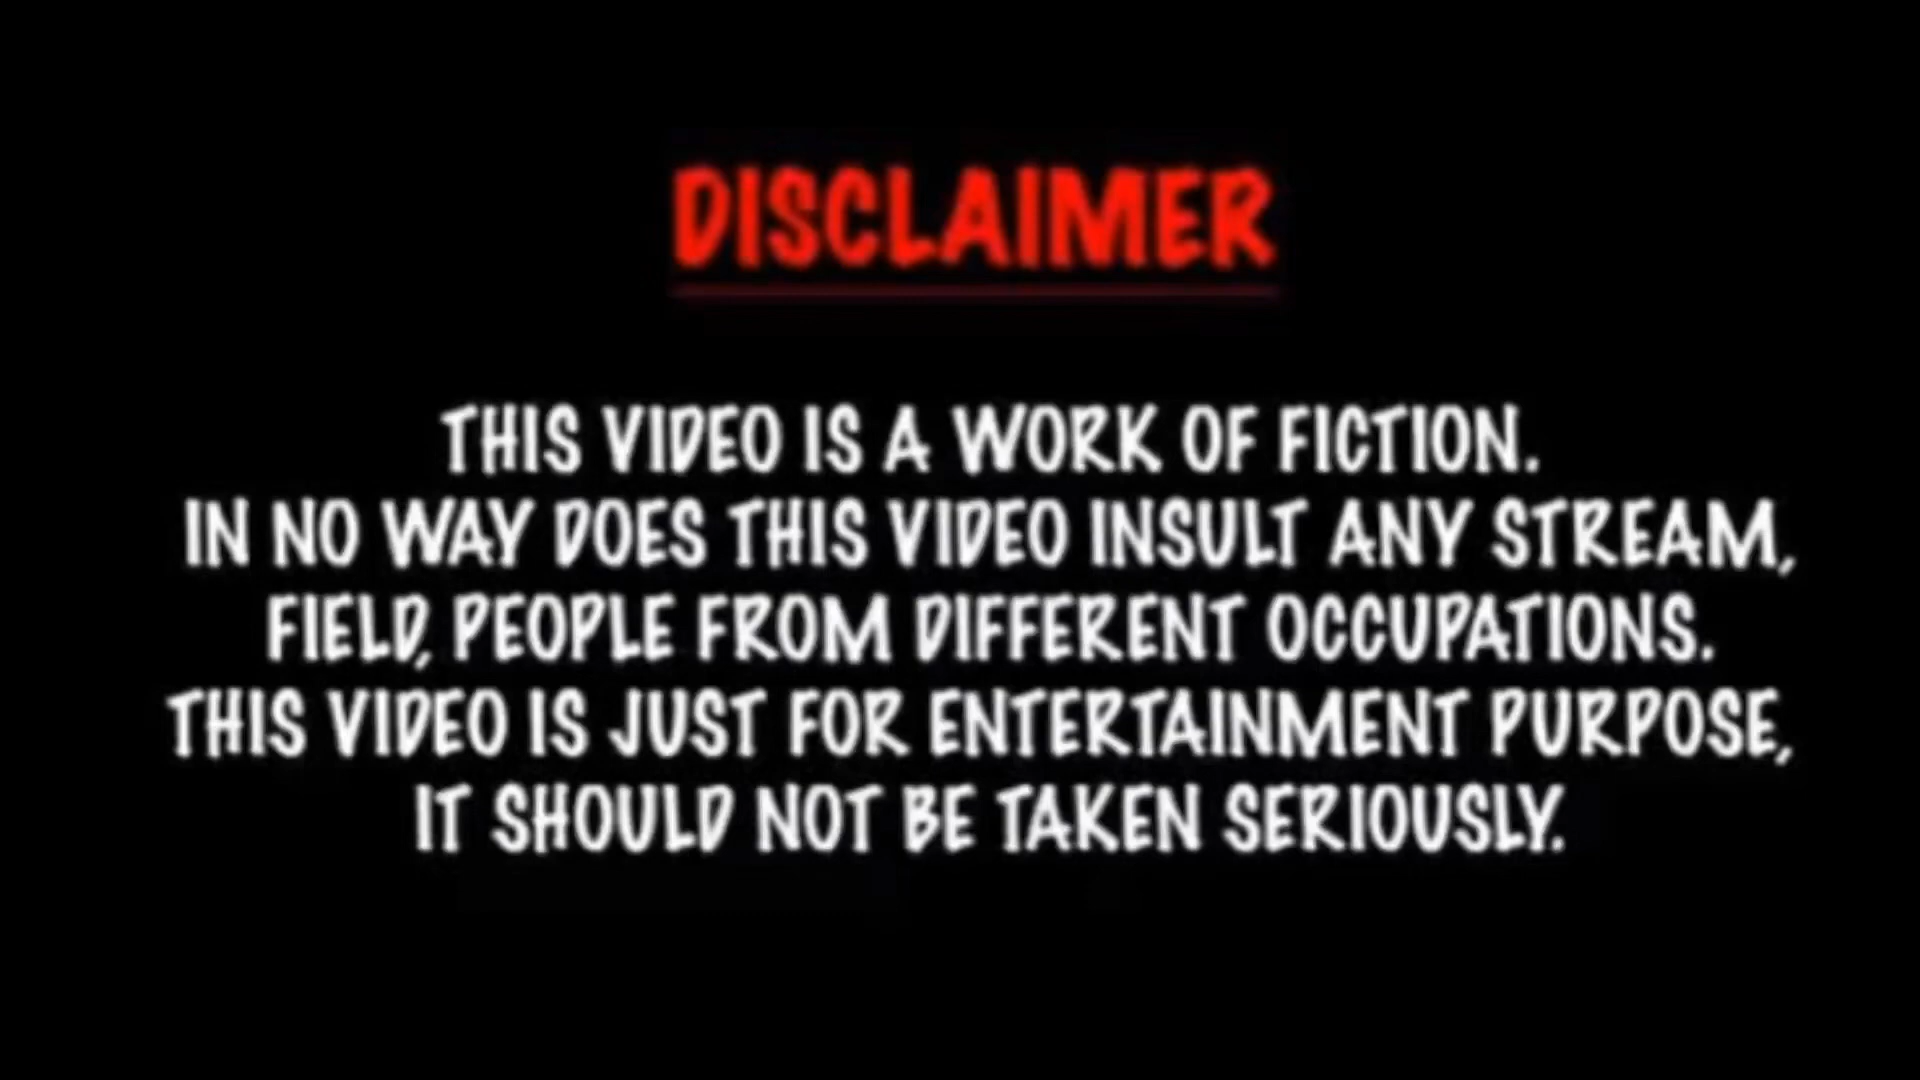 DISCLAIMER
THIS VIDEO IS A WORK OF FICTION.
IN NO WAY DOES THIS VIDEO INSULT ANY STREAM,
FIELD, PEOPLE FROM DIFFERENT OCCUPATIONS.
THIS VIDEO IS JUST FOR ENTERTAINMENT PURPOSE,
IT SHOULD NOT BE TAKEN SERIOUSLY.